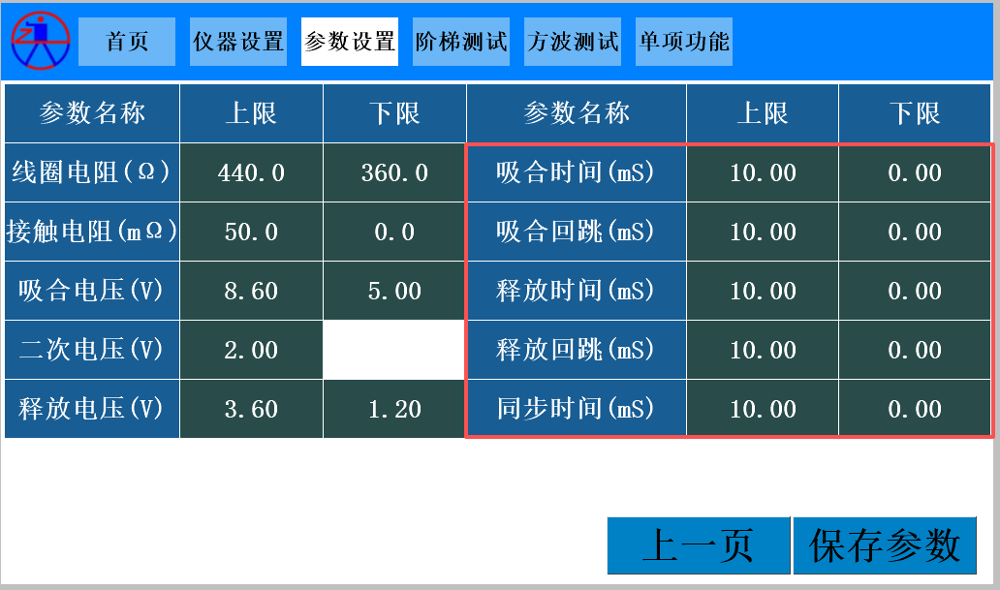 首页 仪器设置 参数设置 阶梯测试 方波测试 单项功能
参数名称 上限 下限 参数名称 上限 下限
线圈电阻(Ω) 440.0 360.0 吸合时间(mS) 10.00 0.00
接触电阻(mΩ) 50.0 0.0 吸合回跳(mS) 10.00 0.00
吸合电压(V) 8.60 5.00 释放时间(mS) 10.00 0.00
二次电压(V) 2.00 释放回跳(mS) 10.00 0.00
释放电压(V) 3.60 1.20 同步时间(mS) 10.00 0.00
上一页 保存参数